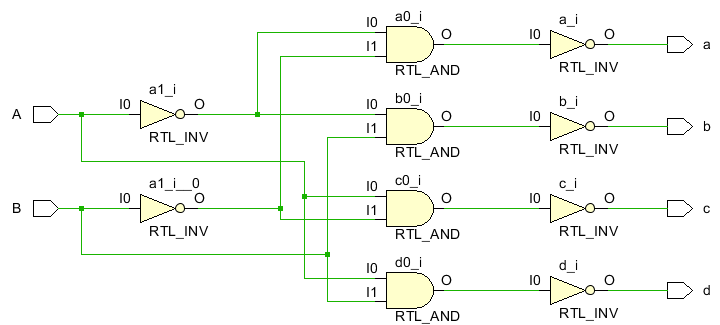 a0_i
I0 O
I1
RTL_AND
a_i
I0 O
RTL_INV
a
A
a1_i
I0 O
RTL_INV
b0_i
I0 O
I1
RTL_AND
b_i
I0 O
RTL_INV
b
B
a1_i__0
I0 O
RTL_INV
c0_i
I0 O
I1
RTL_AND
c_i
I0 O
RTL_INV
c
d0_i
I0 O
I1
RTL_AND
d_i
I0 O
RTL_INV
d